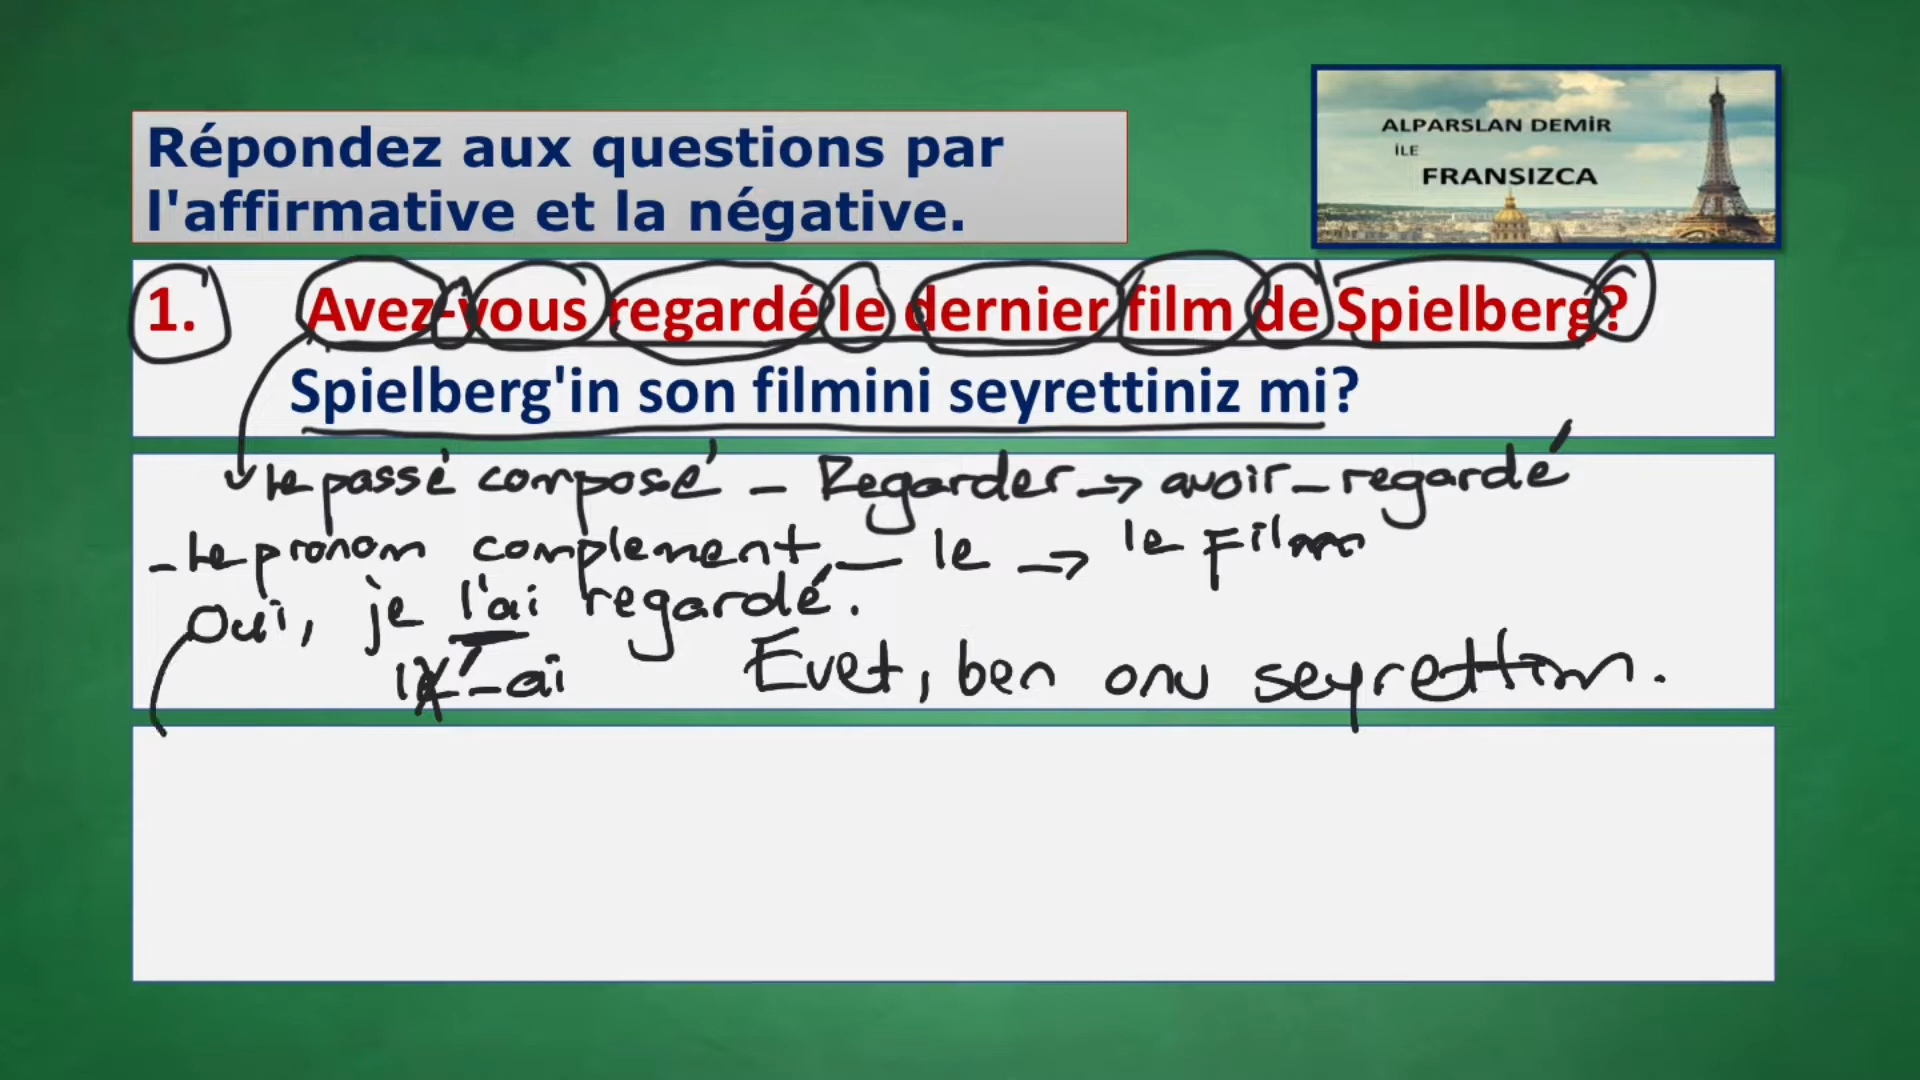 Répondez aux questions par
l'affirmative et la négative.
ALPARSLAN DEMİR
İLE
FRANSIZCA
1. Avez-vous regardé le dernier film de Spielberg?
Spielberg'in son filmini seyrettiniz mi?
Le passé composé - Regarder → avoir - regardé
- Le pronom complement - le → le Film
Oui, je l'ai regardé.
le' - ai Evet, ben onu seyrettim.